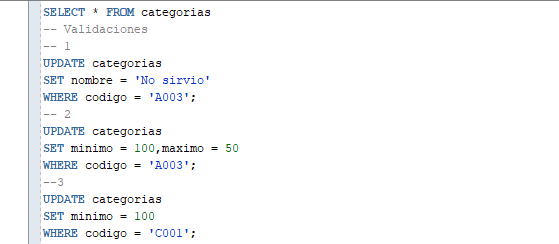 SELECT * FROM categorias
-- Validaciones
-- 1
UPDATE categorias
SET nombre = 'No sirvio'
WHERE codigo = 'A003';
-- 2
UPDATE categorias
SET minimo = 100,maximo = 50
WHERE codigo = 'A003';
--3
UPDATE categorias
SET minimo = 100
WHERE codigo = 'C001';